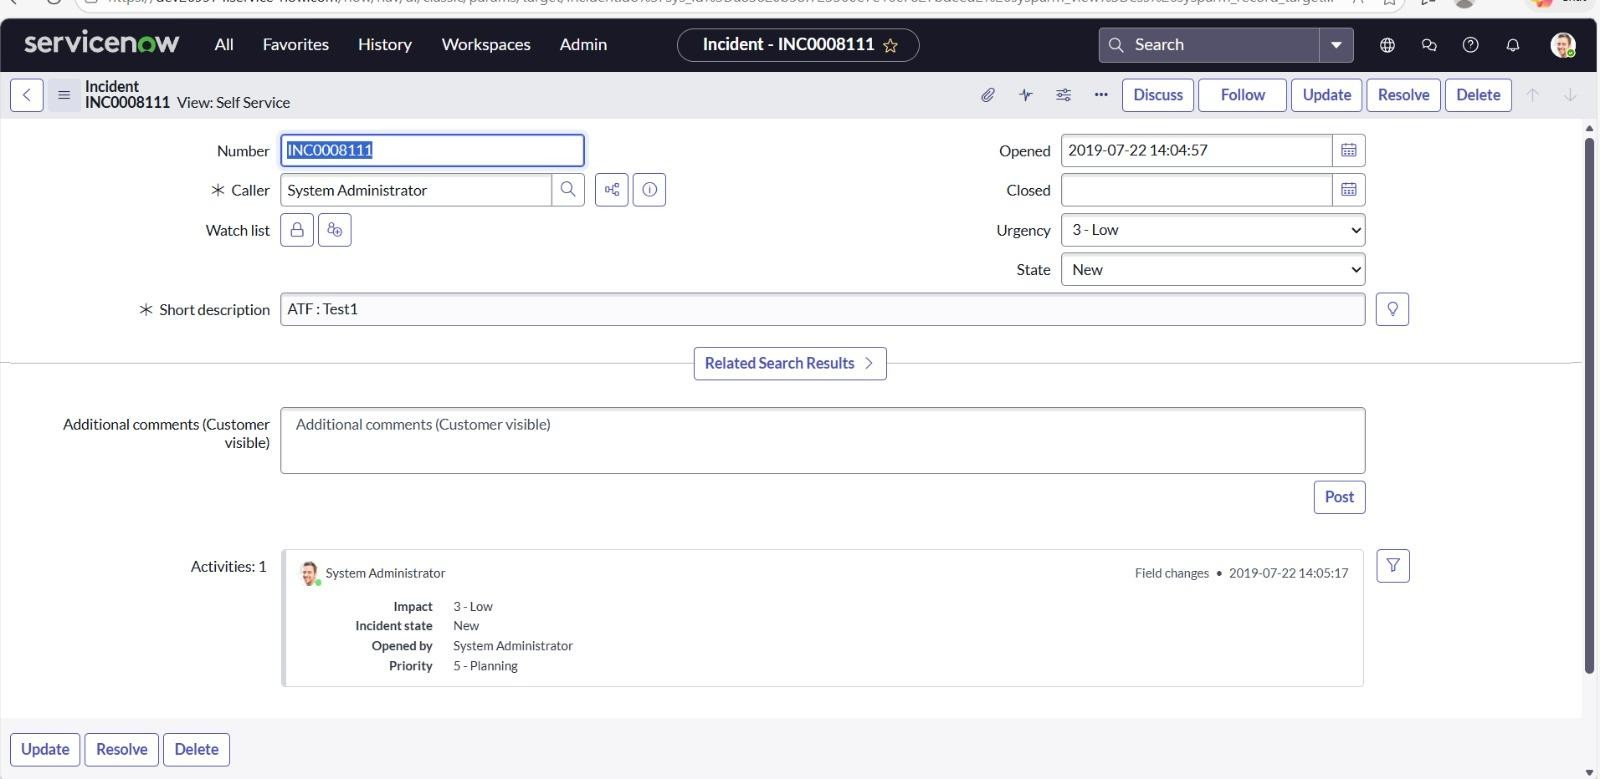 servicenow All Favorites History Workspaces Admin Incident - INC0008111 Search
Incident
INC0008111 View: Self Service
Discuss Follow Update Resolve Delete
Number INC0008111
Opened 2019-07-22 14:04:57
Caller System Administrator
Closed
Watch list
Urgency 3 - Low
State New
Short description ATF : Test1
Related Search Results
Additional comments (Customer
visible)
Additional comments (Customer visible)
Post
Activities: 1
System Administrator
Field changes • 2019-07-22 14:05:17
Impact 3 - Low
Incident state New
Opened by System Administrator
Priority 5 - Planning
Update Resolve Delete